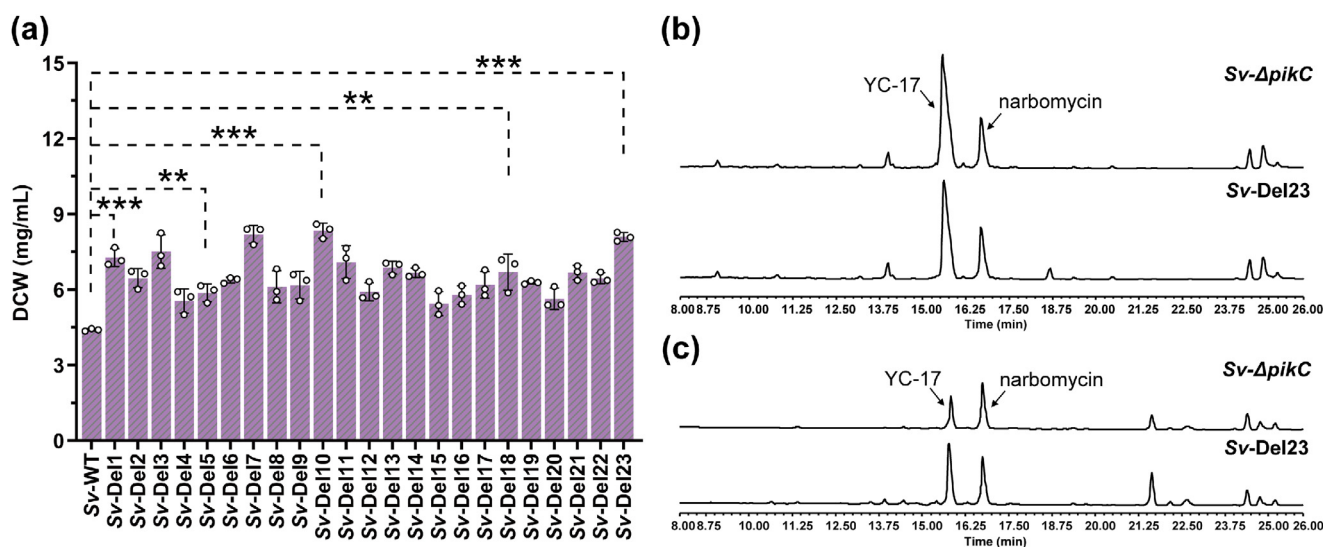 (a)
15
12
9
6
3
0
DCW (mg/mL)
***
**
***
**
***
Sv-WT
Sv-Del1
Sv-Del2
Sv-Del3
Sv-Del4
Sv-Del5
Sv-Del6
Sv-Del7
Sv-Del8
Sv-Del9
Sv-Del10
Sv-Del11
Sv-Del12
Sv-Del13
Sv-Del14
Sv-Del15
Sv-Del16
Sv-Del17
Sv-Del18
Sv-Del19
Sv-Del20
Sv-Del21
Sv-Del22
Sv-Del23
(b)
Sv-ΔpikC
YC-17
narbomycin
Sv-Del23
8.00 8.75 10.00 11.25 12.50 13.75 15.00 16.25 17.50 18.75 20.00 21.25 22.50 23.75 25.00 26.00
Time (min)
(c)
Sv-ΔpikC
YC-17
narbomycin
Sv-Del23
8.00 8.75 10.00 11.25 12.50 13.75 15.00 16.25 17.50 18.75 20.00 21.25 22.50 23.75 25.00 26.00
Time (min)